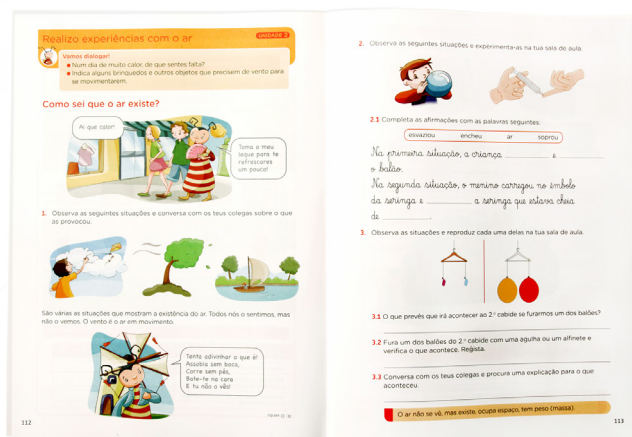 Realizo experiências com o ar
UNIDADE 2
Vamos dialogar!
Num dia de muito calor, de que sentes falta?
Indica alguns brinquedos e outros objetos que precisem de vento para
se movimentarem.
Como sei que o ar existe?
Ai que calor!
Toma o meu
leque para te
refrescares
um pouco!
1. Observa as seguintes situações e conversa com os teus colegas sobre o que
as provocou.
São várias as situações que mostram a existência do ar. Todos nós o sentimos, mas
não o vemos. O vento é o ar em movimento.
Tenta adivinhar o que é!
Assobia sem boca,
Corre sem pés,
Bate-te na cara
E tu não o vês!
112
2. Observa as seguintes situações e experimenta-as na tua sala de aula.
2.1 Completa as afirmações com as palavras seguintes:
esvaziou encheu ar soprou
Na primeira situação, a criança ________ e ________
o balão.
Na segunda situação, o menino carregou no êmbolo
da seringa e ________ a seringa que estava cheia
de ________.
3. Observa as situações e reproduz cada uma delas na tua sala de aula.
3.1 O que prevês que irá acontecer ao 2.º cabide se furarmos um dos balões?
3.2 Fura um dos balões do 2.º cabide com uma agulha ou um alfinete e
verifica o que acontece. Regista.
3.3 Conversa com os teus colegas e procura uma explicação para o que
aconteceu.
O ar não se vê, mas existe, ocupa espaço, tem peso (massa).
113